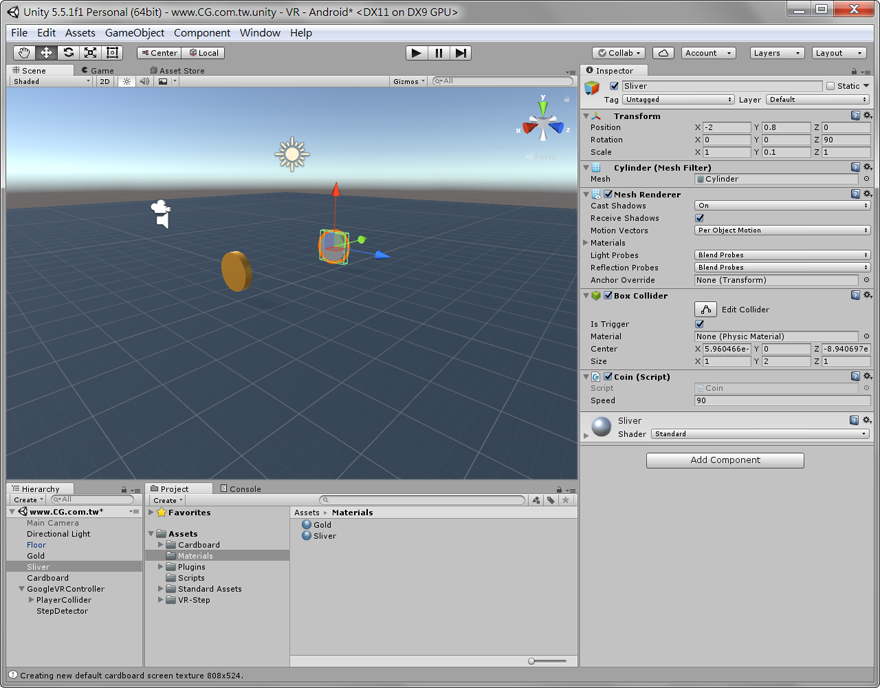 Unity 5.5.1f1 Personal (64bit) - www.CG.com.tw.unity - VR - Android* <DX11 on DX9 GPU>
File Edit Assets GameObject Component Window Help
Center Local Collab Account Layers Layout
Scene Game Asset Store
Shaded 2D Gizmos All
y
x z
Inspector
Sliver Static
Tag Untagged Layer Default
Transform
Position X -2 Y 0.8 Z 0
Rotation X 0 Y 0 Z 90
Scale X 1 Y 0.1 Z 1
Cylinder (Mesh Filter)
Mesh Cylinder
Mesh Renderer
Cast Shadows On
Receive Shadows
Motion Vectors Per Object Motion
Materials
Light Probes Blend Probes
Reflection Probes Blend Probes
Anchor Override None (Transform)
Box Collider
Edit Collider
Is Trigger
Material None (Physic Material)
Center X 5.960466e- Y 0 Z -8.940697e
Size X 1 Y 2 Z 1
Coin (Script)
Script Coin
Speed 90
Sliver
Shader Standard
Add Component
Hierarchy
Create All
www.CG.com.tw*
Main Camera
Directional Light
Floor
Gold
Sliver
Cardboard
GoogleVRController
PlayerCollider
StepDetector
Project Console
Create
Favorites
Assets
Cardboard
Materials
Plugins
Scripts
Standard Assets
VR-Step
Assets Materials
Gold
Sliver
Creating new default cardboard screen texture 808x524.